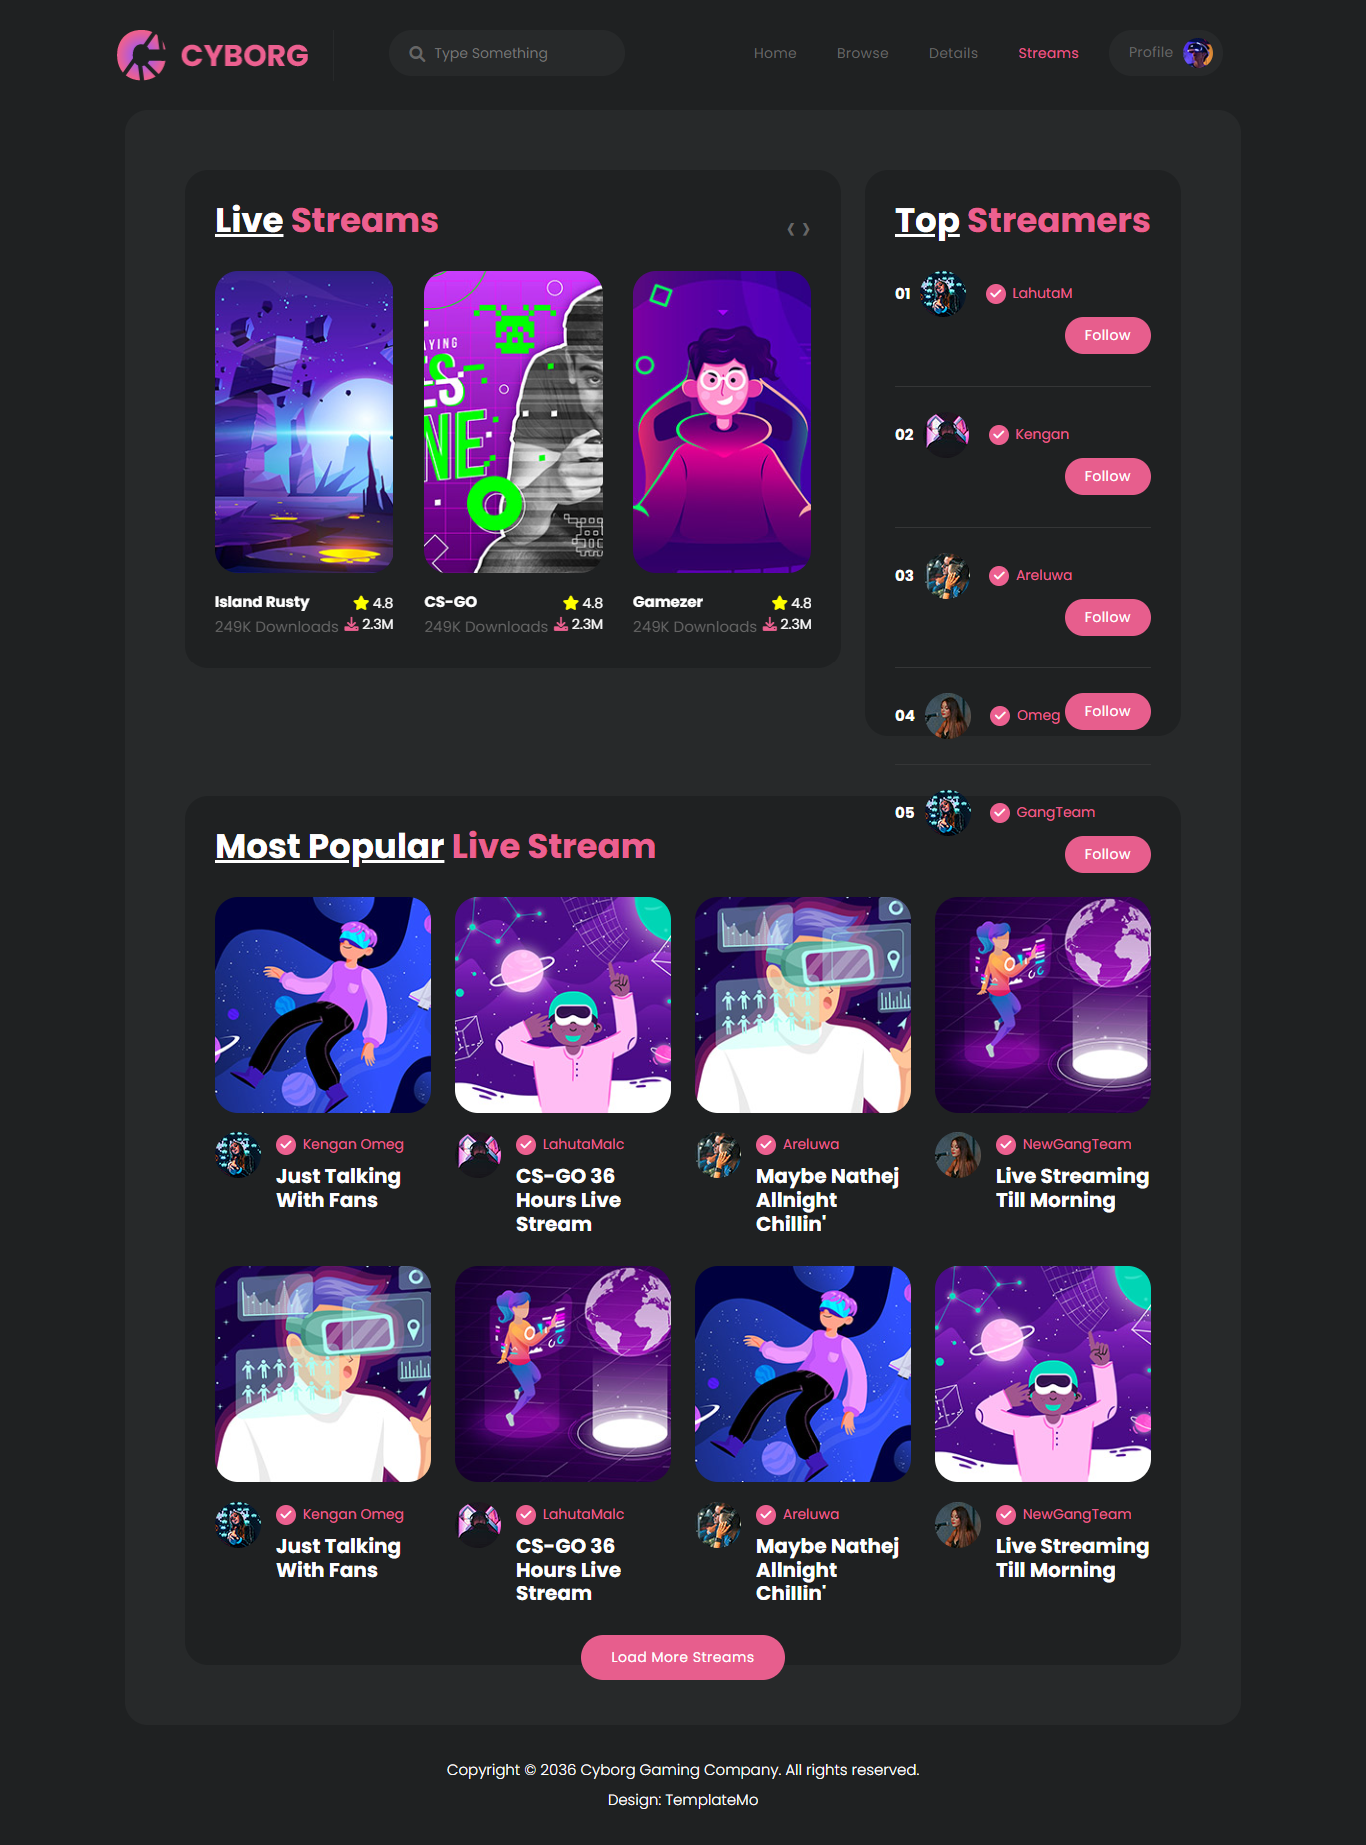 CYBORG
Type Something
Home
Browse
Details
Streams
Profile
Live Streams
YING
ES
NE
Island Rusty
249K Downloads
4.8
2.3M
CS-GO
249K Downloads
4.8
2.3M
Gamezer
249K Downloads
4.8
2.3M
Top Streamers
01 LahutaM
Follow
02 Kengan
Follow
03 Areluwa
Follow
04 Omeg Follow
05 GangTeam
Follow
Most Popular Live Stream
Kengan Omeg
Just Talking
With Fans
LahutaMalc
CS-GO 36
Hours Live
Stream
Areluwa
Maybe Nathej
Allnight
Chillin'
NewGangTeam
Live Streaming
Till Morning
Kengan Omeg
Just Talking
With Fans
LahutaMalc
CS-GO 36
Hours Live
Stream
Areluwa
Maybe Nathej
Allnight
Chillin'
NewGangTeam
Live Streaming
Till Morning
Load More Streams
Copyright © 2036 Cyborg Gaming Company. All rights reserved.
Design: TemplateMo